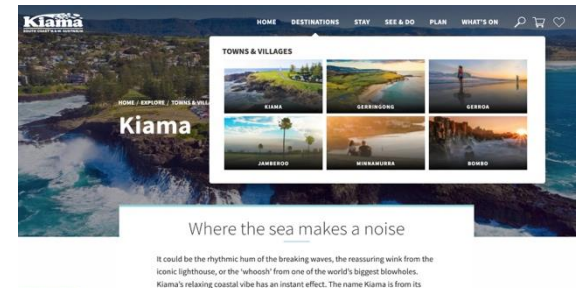 Kiama
SOUTH COAST N.S.W. AUSTRALIA
HOME DESTINATIONS STAY SEE & DO PLAN WHAT'S ON
TOWNS & VILLAGES
KIAMA GERRINGONG GERROA
JAMBEROO MINNAMURRA BOMBO
HOME / EXPLORE / TOWNS & VILL
Kiama
Where the sea makes a noise
It could be the rhythmic hum of the breaking waves, the reassuring wink from the
iconic lighthouse, or the 'whoosh' from one of the world's biggest blowholes.
Kiama's relaxing coastal vibe has an instant effect. The name Kiama is from its